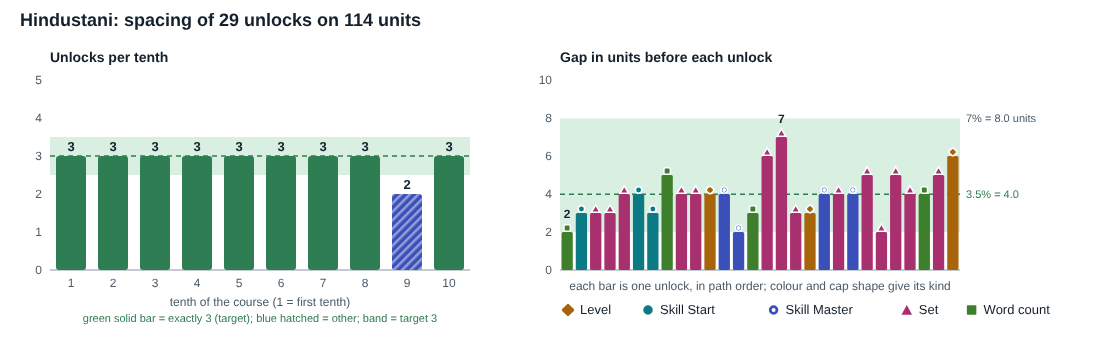 Hindustani: spacing of 29 unlocks on 114 units
Unlocks per tenth
5
4
3
2
1
0
3 3 3 3 3 3 3 3 2 3
1 2 3 4 5 6 7 8 9 10
tenth of the course (1 = first tenth)
green solid bar = exactly 3 (target); blue hatched = other; band = target 3
Gap in units before each unlock
10
8
6
4
2
0
2
7
7% = 8.0 units
3.5% = 4.0
each bar is one unlock, in path order; colour and cap shape give its kind
Level Skill Start Skill Master Set Word count